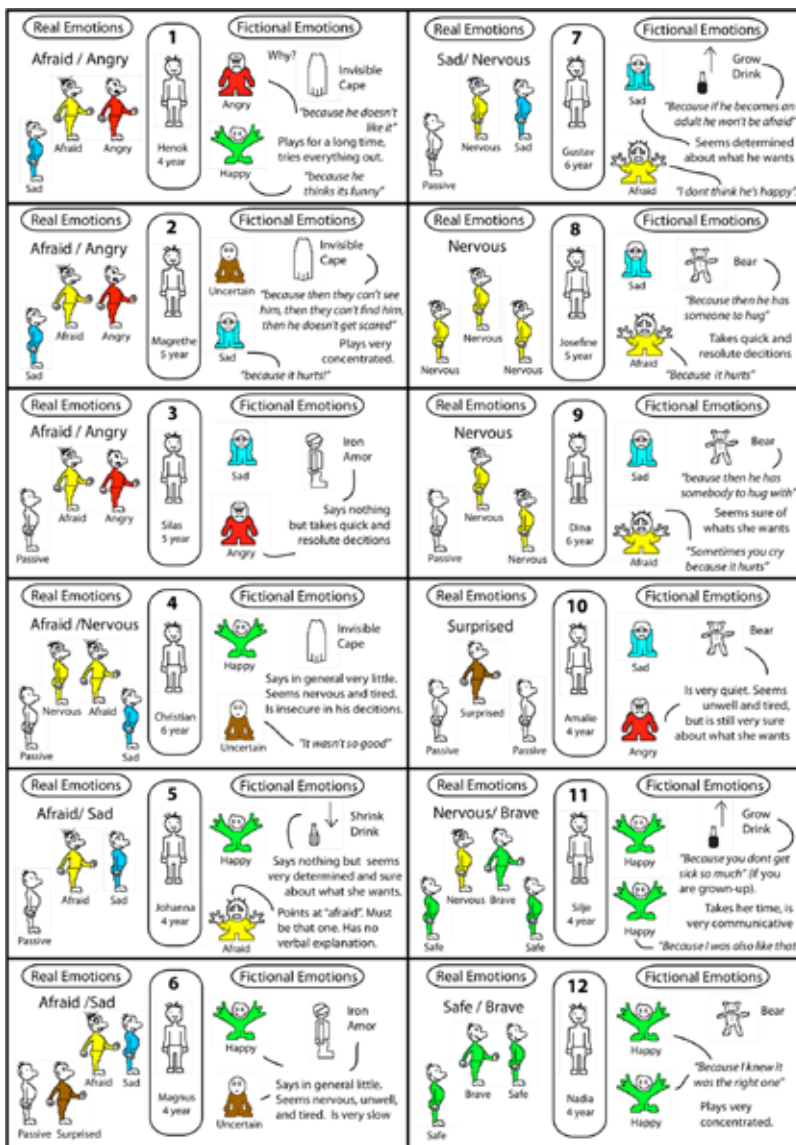 Real Emotions
1
Fictional Emotions
Afraid / Angry
Why?
Invisible
Cape
Angry
"because he doesn't
like it"
Plays for a long time,
tries everything out.
Afraid
Angry
Sad
Henok
4 year
Happy
"because he
thinks its funny"
Real Emotions
2
Fictional Emotions
Afraid / Angry
Invisible
Cape
Uncertain
"because then they can't see
him, then they can't find him,
then he doesn't get scared"
Plays very
concentrated.
Afraid
Angry
Sad
Magrethe
5 year
Sad
"because it hurts!"
Real Emotions
3
Fictional Emotions
Afraid / Angry
Iron
Amor
Sad
Says nothing
but takes quick and
resolute decitions
Afraid
Angry
Passive
Silas
5 year
Angry
Real Emotions
4
Fictional Emotions
Afraid /Nervous
Invisible
Cape
Happy
Says in general very little.
Seems nervous and tired.
Is insecure in his decitions.
Nervous
Afraid
Passive
Sad
Christian
6 year
Uncertain
"It wasn't so good"
Real Emotions
5
Fictional Emotions
Afraid/ Sad
Shrink
Drink
Happy
Says nothing but seems
very determined and sure
about what she wants.
Points at "afraid". Must
be that one. Has no
verbal explanation.
Afraid
Sad
Passive
Johanna
4 year
Afraid
Real Emotions
6
Fictional Emotions
Afraid /Sad
Iron
Amor
Happy
Says in general little.
Seems nervous, unwell,
and tired. Is very slow
Afraid
Sad
Passive
Surprised
Magnus
4 year
Uncertain
Real Emotions
7
Fictional Emotions
Sad/ Nervous
Grow
Drink
Sad
"Because if he becomes an
adult he won't be afraid"
Seems determined
about what he wants
Nervous
Sad
Passive
Gustav
6 year
Afraid
"I dont think he's happy".
Real Emotions
8
Fictional Emotions
Nervous
Bear
Sad
"Because then he has
someone to hug"
Takes quick and
resolute decitions
Nervous
Nervous
Nervous
Josefine
5 year
Afraid
"Because it hurts"
Real Emotions
9
Fictional Emotions
Nervous
Bear
Sad
"beause then he has
somebody to hug with"
Seems sure of
whats she wants
Nervous
Passive
Nervous
Dina
6 year
Afraid
"Sometimes you cry
because it hurts"
Real Emotions
10
Fictional Emotions
Surprised
Bear
Sad
Is very quiet. Seems
unwell and tired,
but is still very sure
about what she wants
Surprised
Passive
Passive
Amalie
4 year
Angry
Real Emotions
11
Fictional Emotions
Nervous/ Brave
Grow
Drink
Happy
"Because you dont get
sick so much" (if you
are grown-up).
Takes her time, is
very communicative
Nervous
Brave
Safe
Safe
Silje
4 year
Happy
"Because I was also like that"
Real Emotions
12
Fictional Emotions
Safe / Brave
Bear
Happy
"Because I knew it
was the right one"
Plays very
concentrated.
Brave
Safe
Safe
Nadia
4 year
Happy